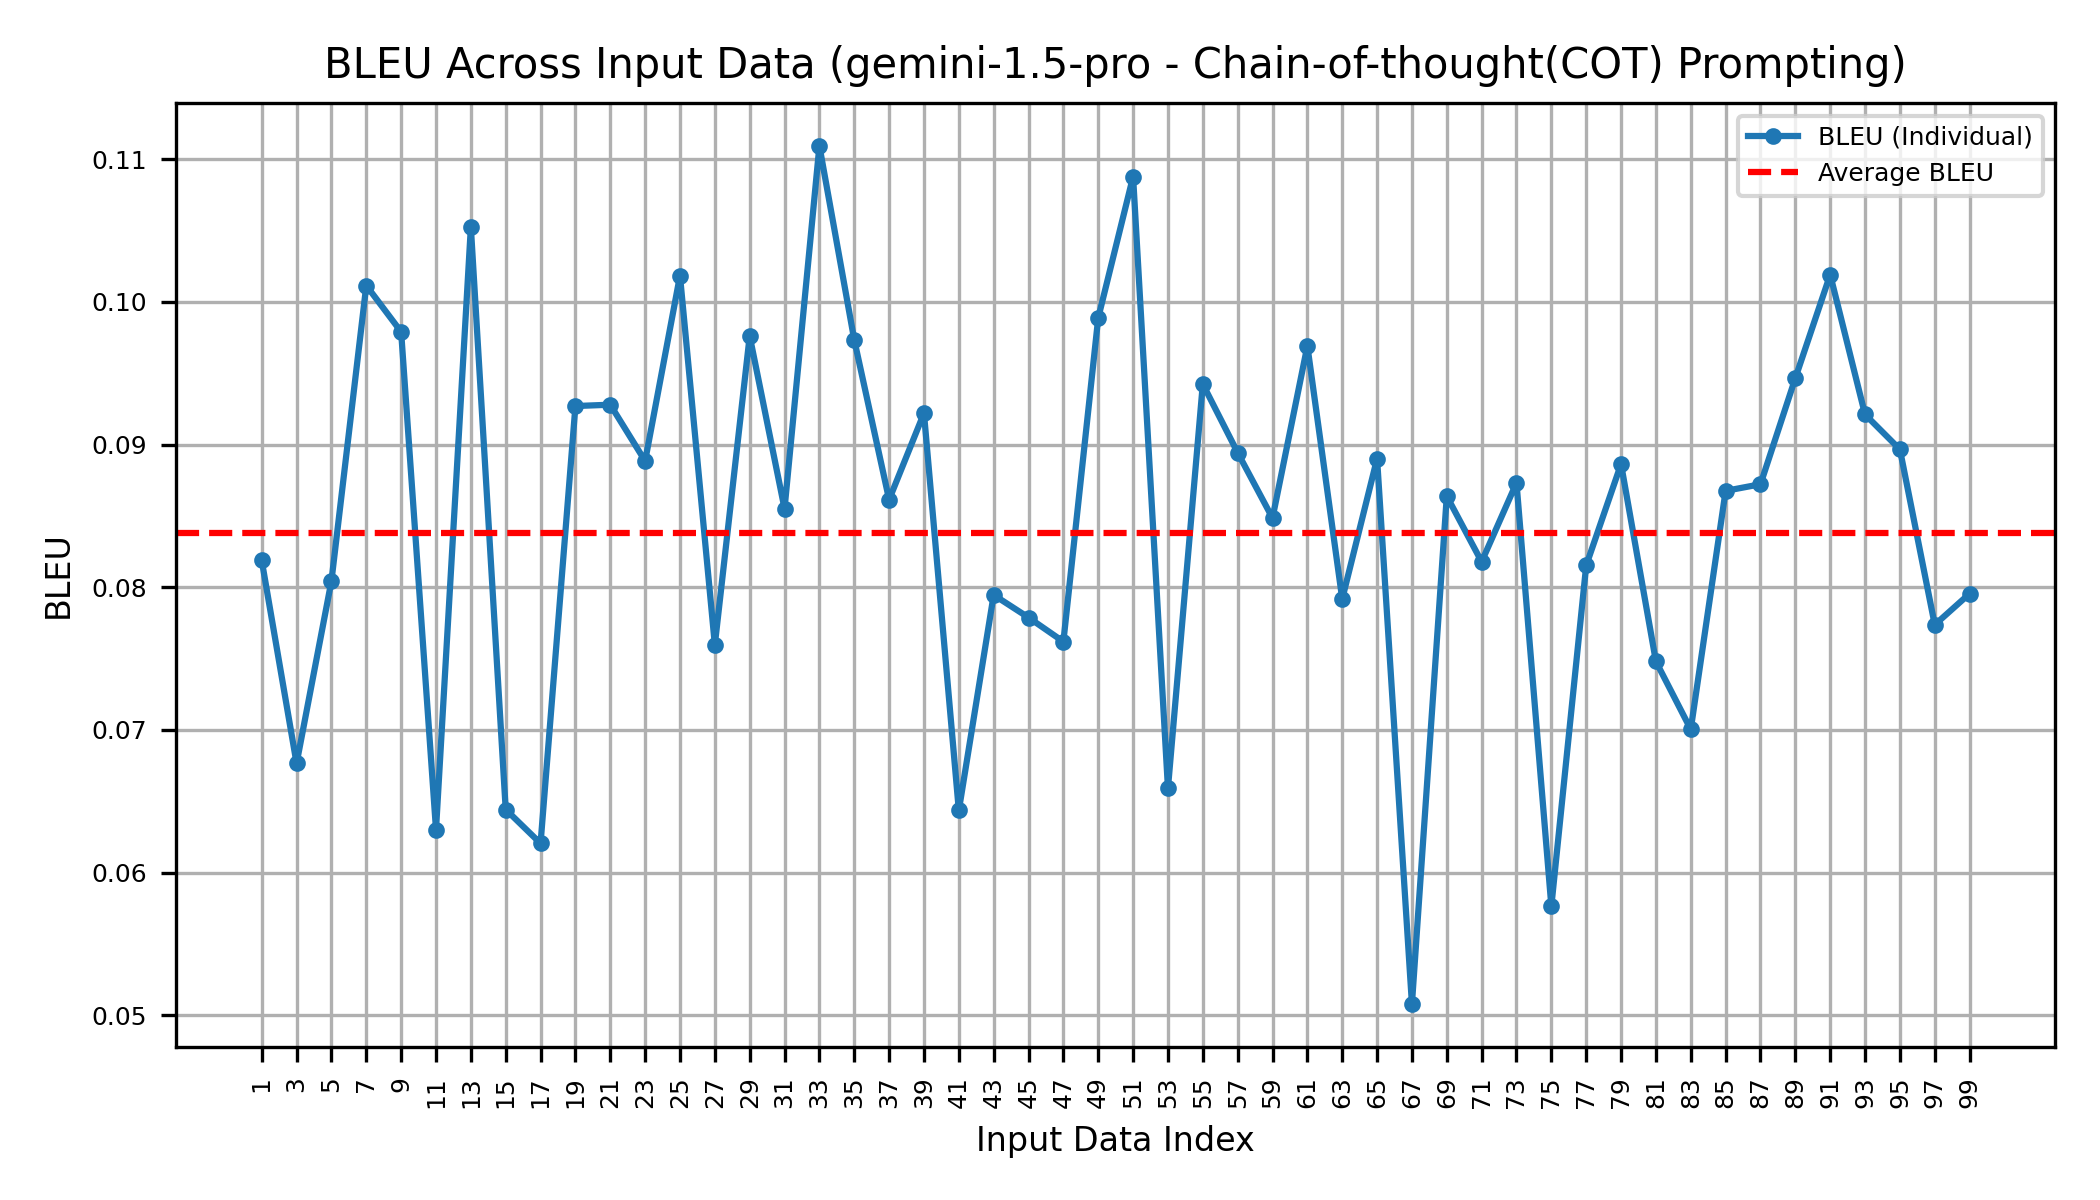 BLEU Across Input Data (gemini-1.5-pro - Chain-of-thought(COT) Prompting)
BLEU (Individual)
Average BLEU
0.11
0.10
0.09
0.08
0.07
0.06
0.05
BLEU
1 3 5 7 9 11 13 15 17 19 21 23 25 27 29 31 33 35 37 39 41 43 45 47 49 51 53 55 57 59 61 63 65 67 69 71 73 75 77 79 81 83 85 87 89 91 93 95 97 99
Input Data Index